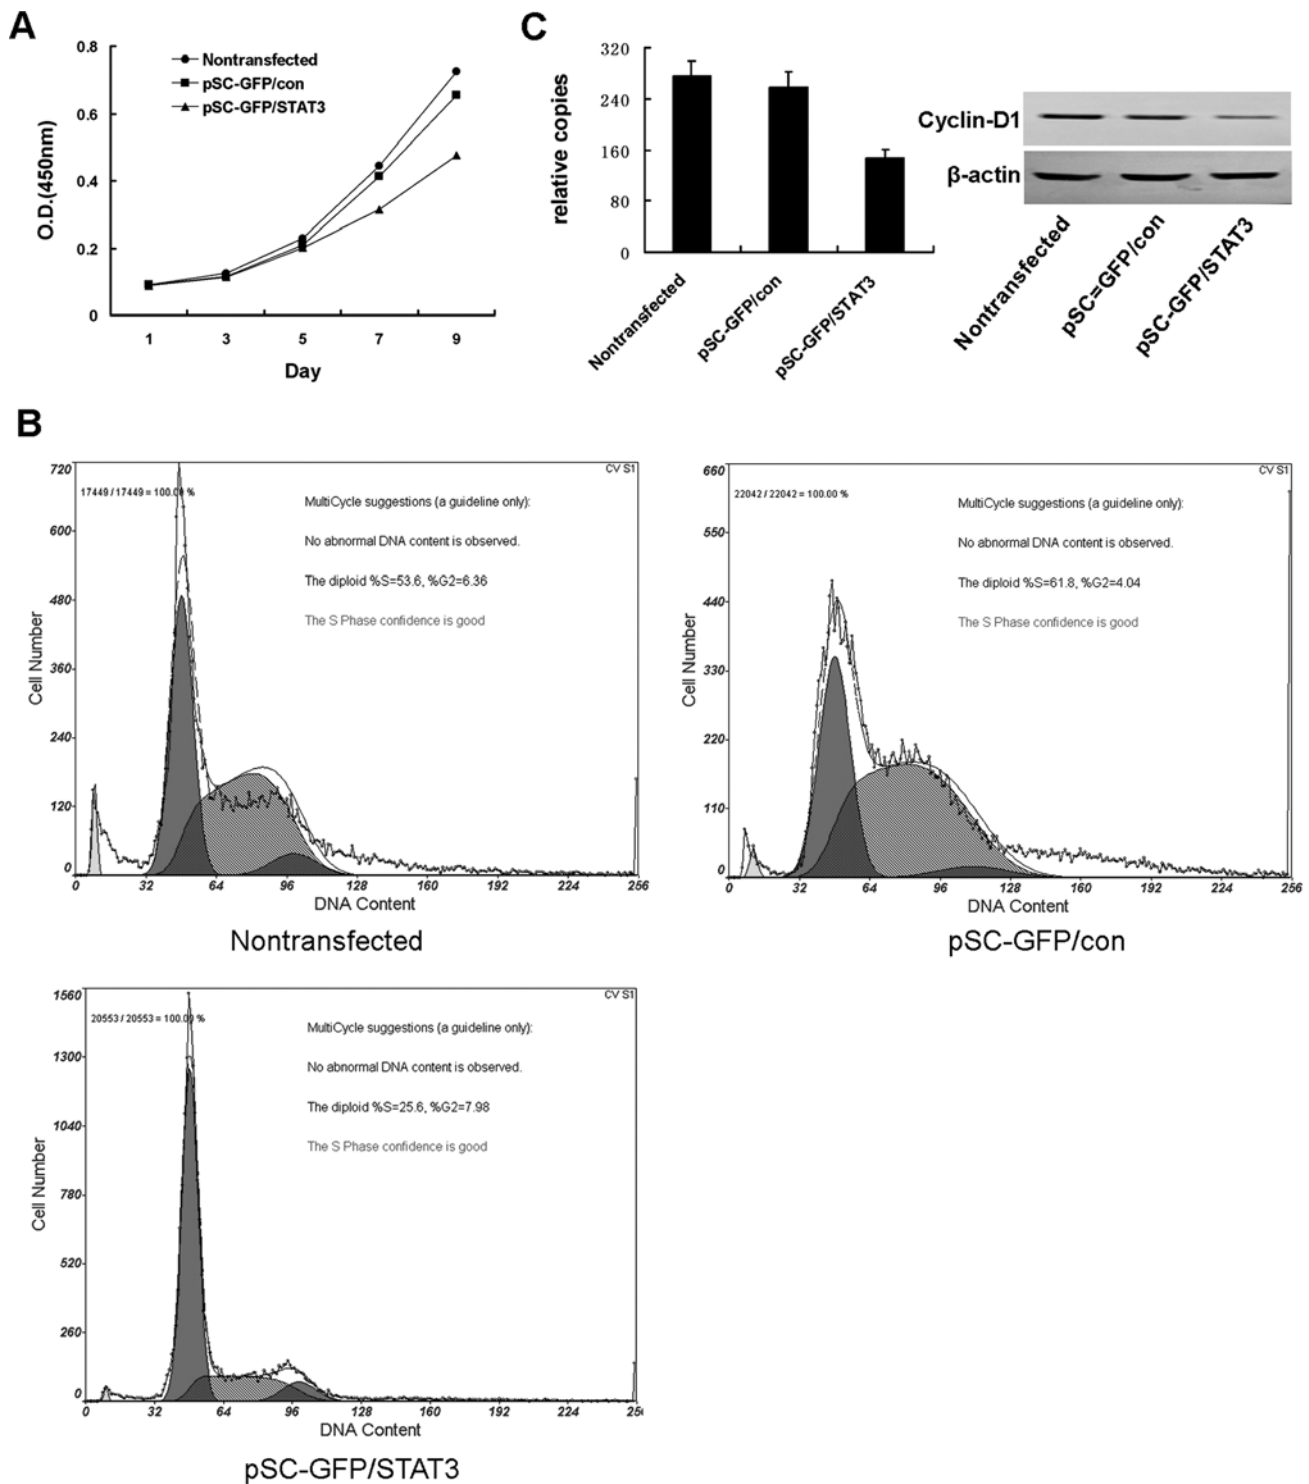 A
0.8
0.6
0.4
0.2
0
O.D.(450nm)
Nontransfected
pSC-GFP/con
pSC-GFP/STAT3
1 3 5 7 9
Day
C
320
240
160
80
0
relative copies
Nontransfected
pSC-GFP/con
pSC-GFP/STAT3
Cyclin-D1
β-actin
Nontransfected
pSC=GFP/con
pSC-GFP/STAT3
B
720
600
480
360
240
120
0
Cell Number
CV S1
17449 / 17449 = 100.00 %
MultiCycle suggestions (a guideline only):
No abnormal DNA content is observed.
The diploid %S=53.6, %G2=6.36
The S Phase confidence is good
0 32 64 96 128 160 192 224 256
DNA Content
Nontransfected
660
550
440
330
220
110
0
Cell Number
CV S1
22042 / 22042 = 100.00 %
MultiCycle suggestions (a guideline only):
No abnormal DNA content is observed.
The diploid %S=61.8, %G2=4.04
The S Phase confidence is good
0 32 64 96 128 160 192 224 256
DNA Content
pSC-GFP/con
1560
1300
1040
780
520
260
0
Cell Number
CV S1
20553 / 20553 = 100.00 %
MultiCycle suggestions (a guideline only):
No abnormal DNA content is observed.
The diploid %S=25.6, %G2=7.98
The S Phase confidence is good
0 32 64 96 128 160 192 224
DNA Content
pSC-GFP/STAT3